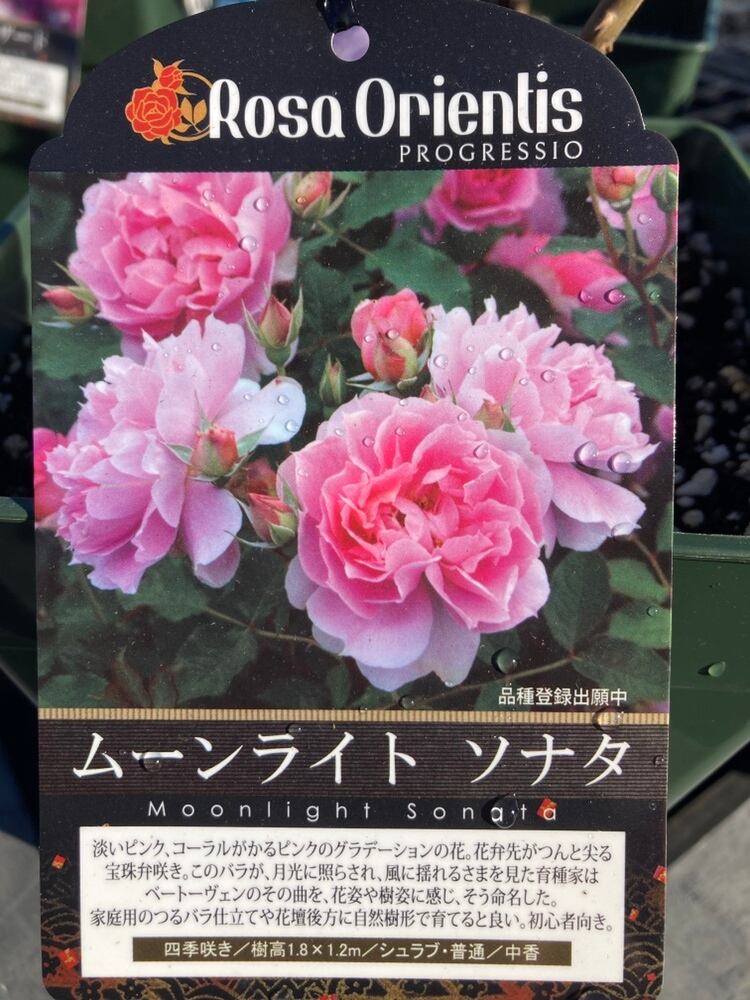 Rosa Orientis
PROGRESSIO
品種登録出願中
ムーンライト ソナタ
Moonlight Sonata
淡いピンク、コーラルがかるピンクのグラデーションの花。花弁先がつんと尖る
宝珠弁咲き。このバラが、月光に照らされ、風に揺れるさまを見た育種家は
ベートーヴェンのその曲を、花姿や樹姿に感じ、そう命名した。
家庭用のつるバラ仕立てや花壇後方に自然樹形で育てると良い。初心者向き。
四季咲き／樹高1.8×1.2m／シュラブ・普通／中香